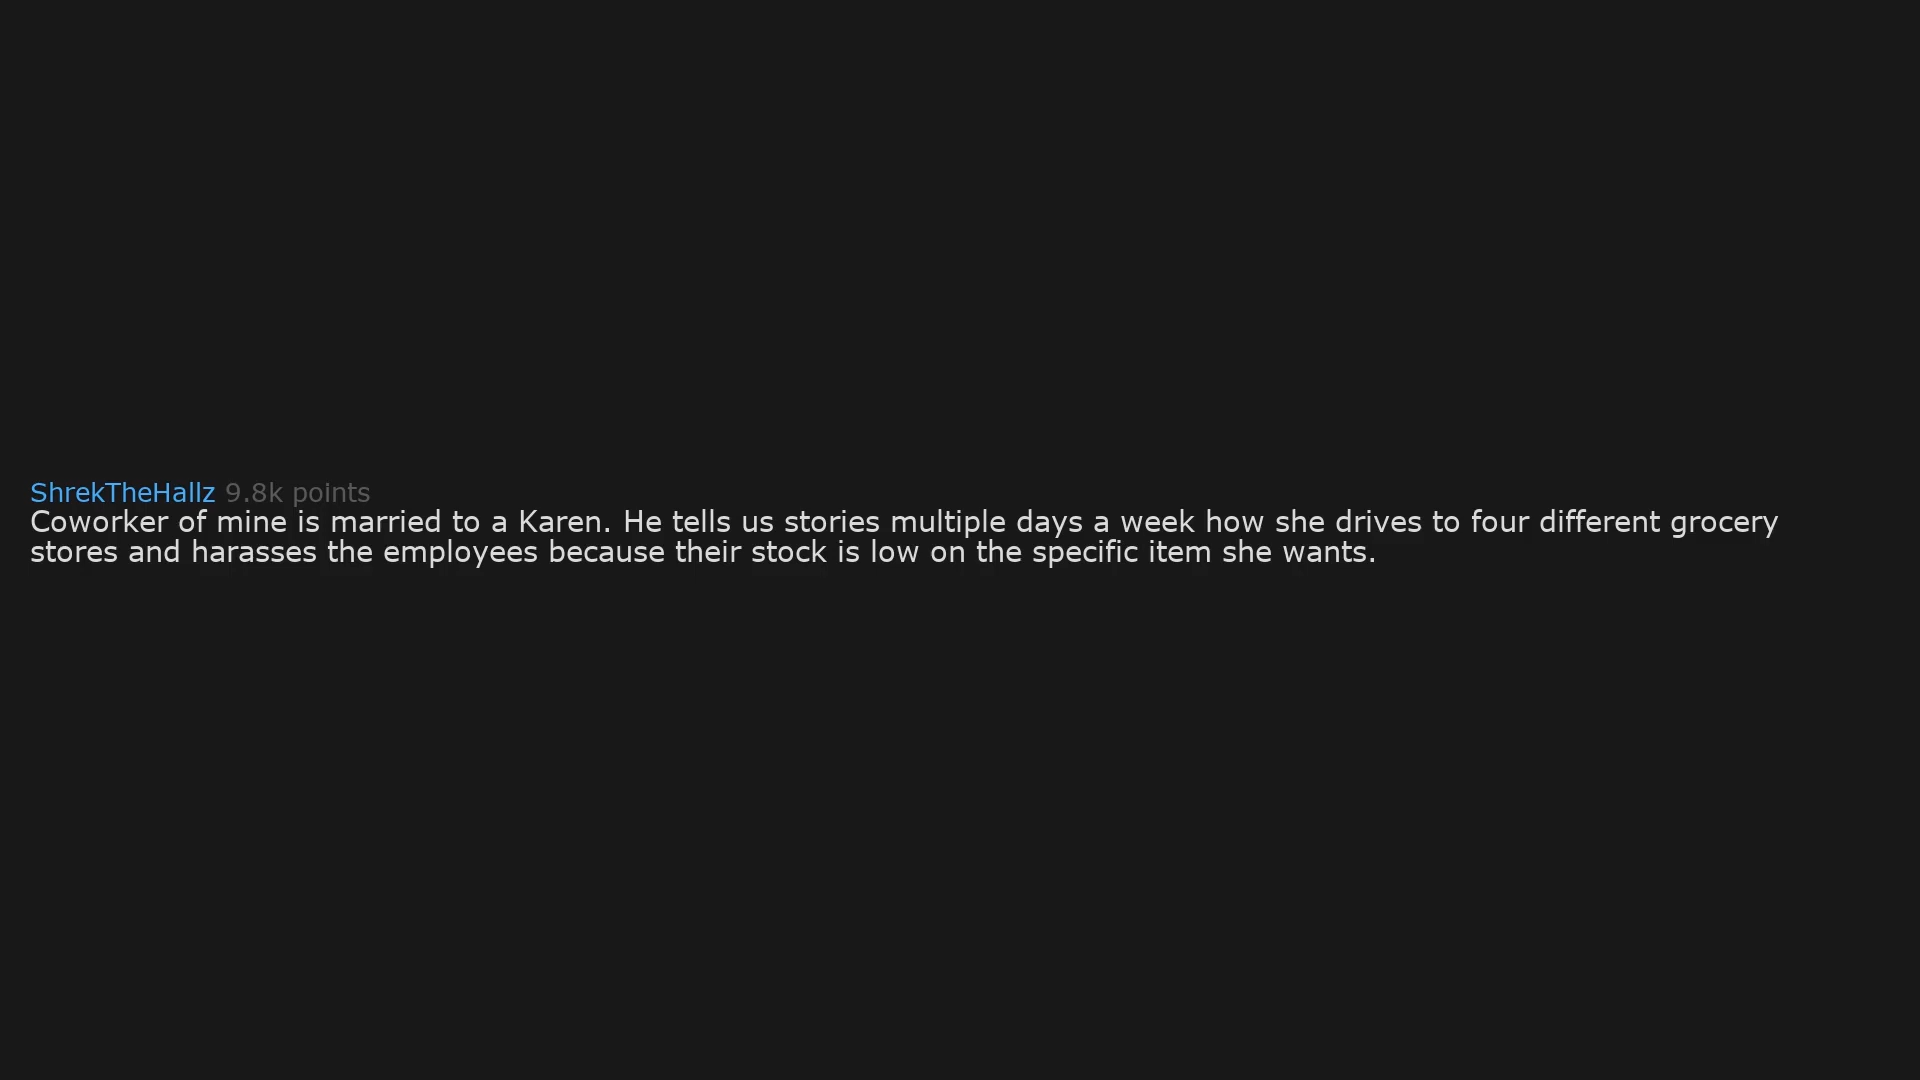 ShrekTheHallz 9.8k points
Coworker of mine is married to a Karen. He tells us stories multiple days a week how she drives to four different grocery
stores and harasses the employees because their stock is low on the specific item she wants.